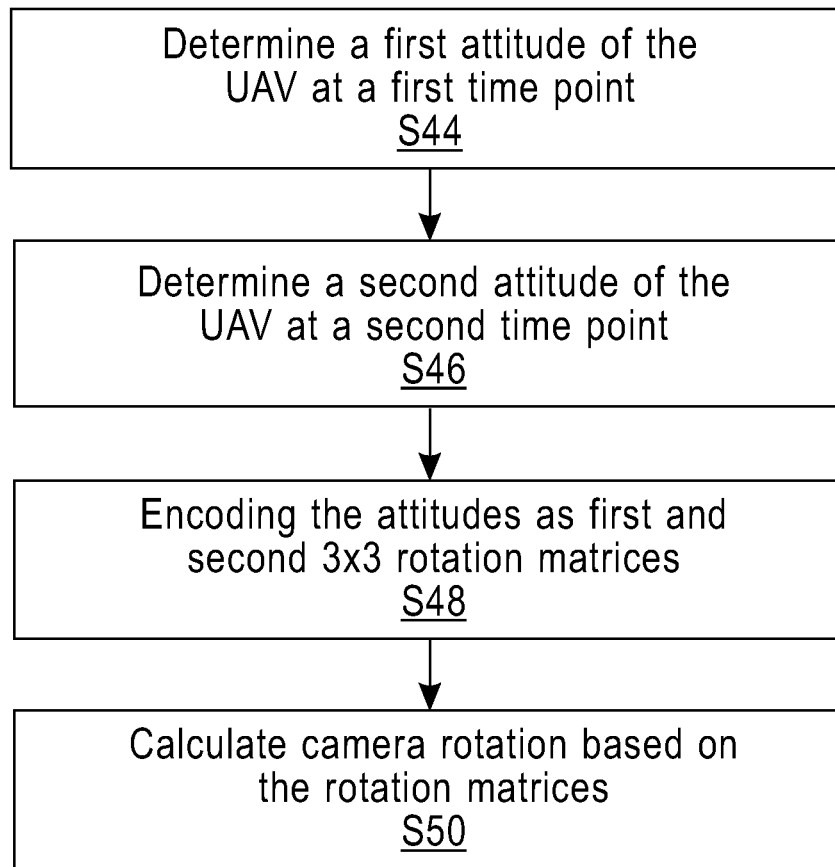 Determine a first attitude of the
UAV at a first time point
S44
Determine a second attitude of the
UAV at a second time point
S46
Encoding the attitudes as first and
second 3x3 rotation matrices
S48
Calculate camera rotation based on
the rotation matrices
S50